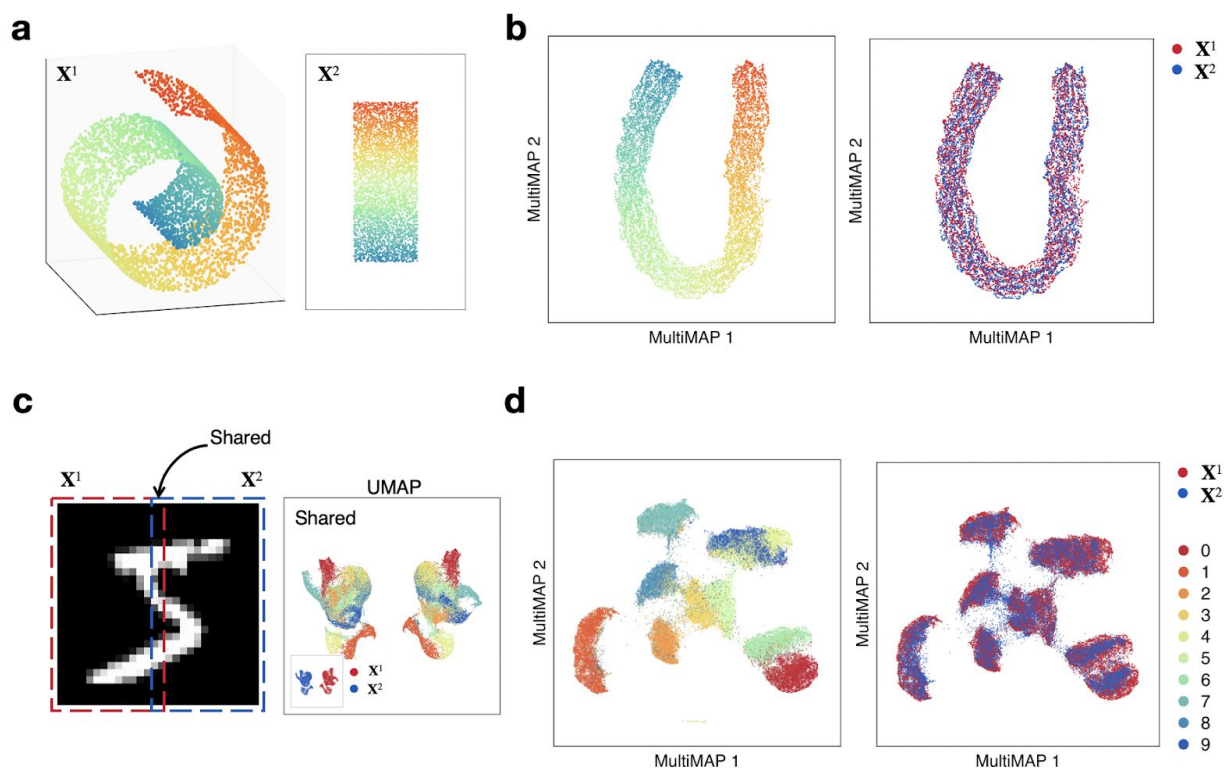 a
X¹
X²
b
MultiMAP 2
MultiMAP 1
MultiMAP 2
MultiMAP 1
X¹
X²
c
Shared
X¹
X²
UMAP
Shared
X¹
X²
d
MultiMAP 2
MultiMAP 1
MultiMAP 2
MultiMAP 1
X¹
X²
0
1
2
3
4
5
6
7
8
9